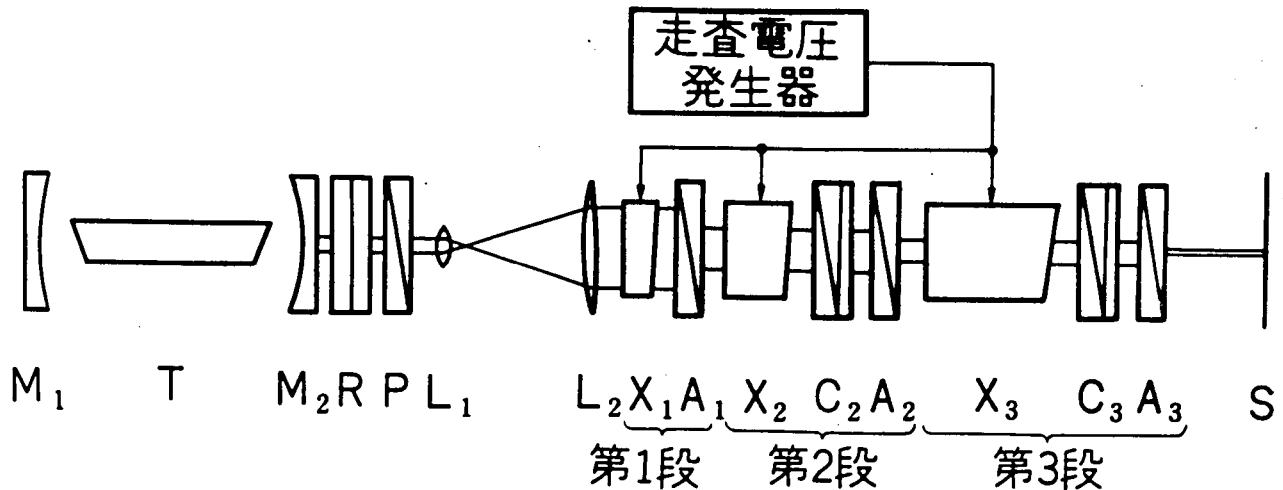 走査電圧
発生器
M₁ T M₂ R P L₁ L₂ X₁ A₁ X₂ C₂ A₂ X₃ C₃ A₃ S
第1段 第2段 第3段